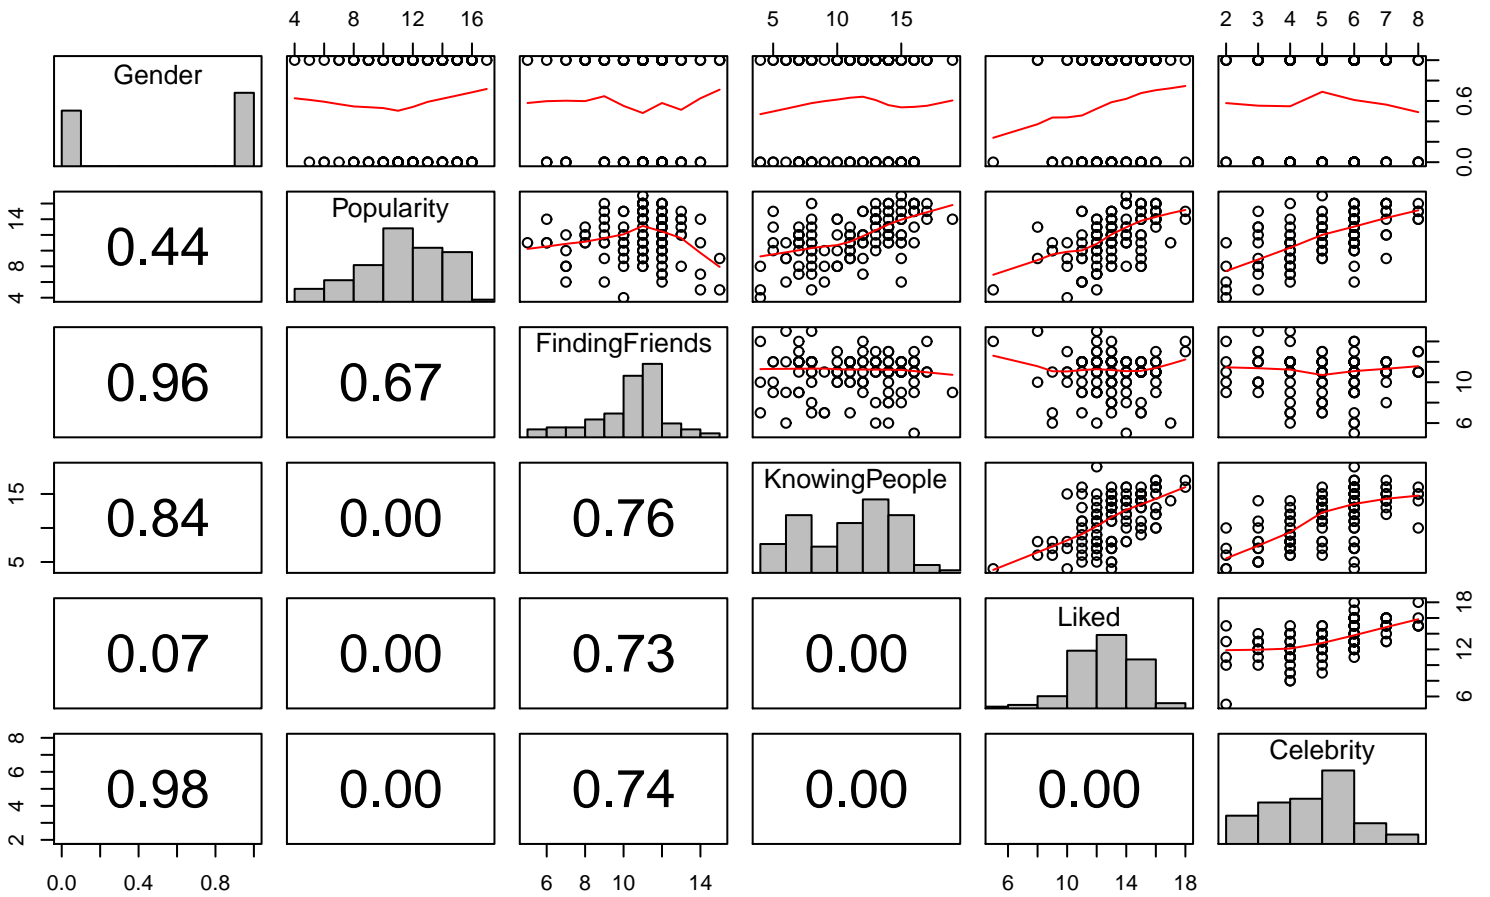 4 8 12 16 5 10 15 2 3 4 5 6 7 8
Gender
0.0 0.6
4 8 14
0.44
Popularity
0.96 0.67
FindingFriends
6 10
5 15
0.84 0.00 0.76
KnowingPeople
0.07 0.00 0.73 0.00
Liked
6 12 18
2 4 6 8
0.98 0.00 0.74 0.00 0.00
Celebrity
0.0 0.4 0.8 6 8 10 14 6 10 14 18